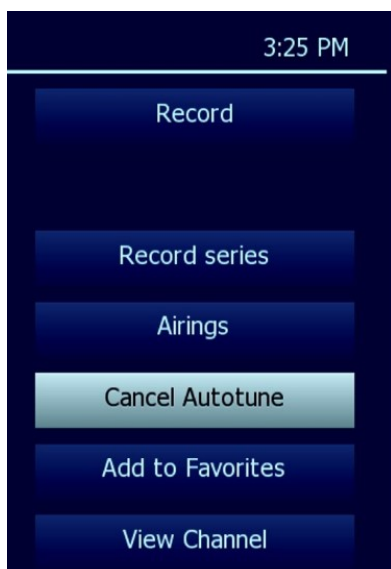 3:25 PM
Record
Record series
Airings
Cancel Autotune
Add to Favorites
View Channel